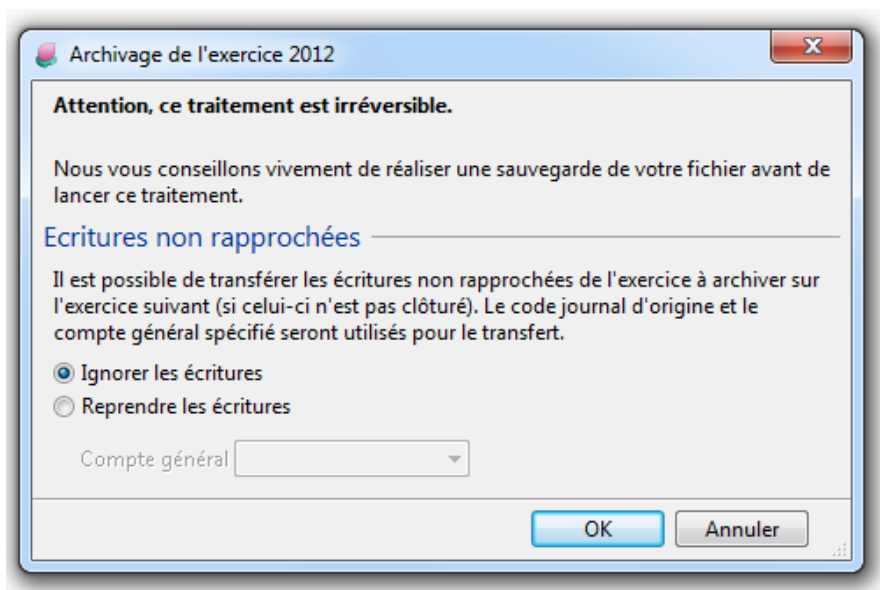 Archivage de l'exercice 2012
Attention, ce traitement est irréversible.
Nous vous conseillons vivement de réaliser une sauvegarde de votre fichier avant de
lancer ce traitement.
Ecritures non rapprochées
Il est possible de transférer les écritures non rapprochées de l'exercice à archiver sur
l'exercice suivant (si celui-ci n'est pas clôturé). Le code journal d'origine et le
compte général spécifié seront utilisés pour le transfert.
Ignorer les écritures
Reprendre les écritures
Compte général
OK Annuler